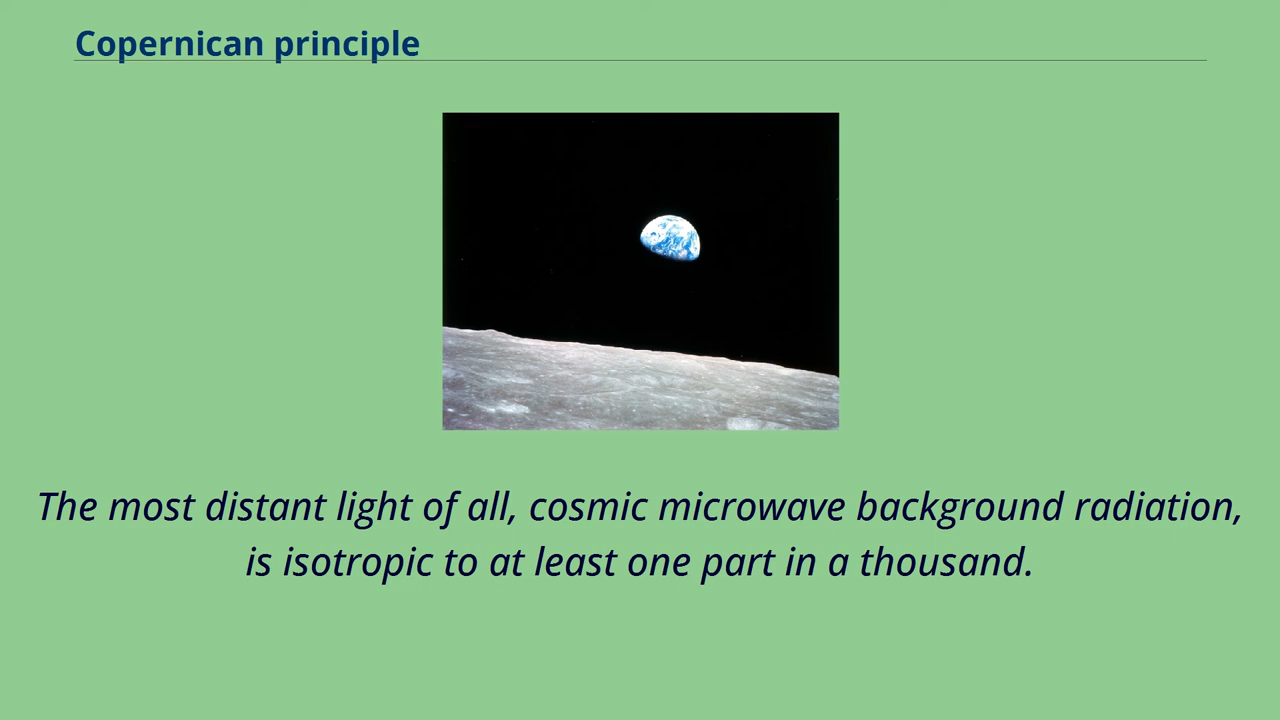 Copernican principle
The most distant light of all, cosmic microwave background radiation,
is isotropic to at least one part in a thousand.